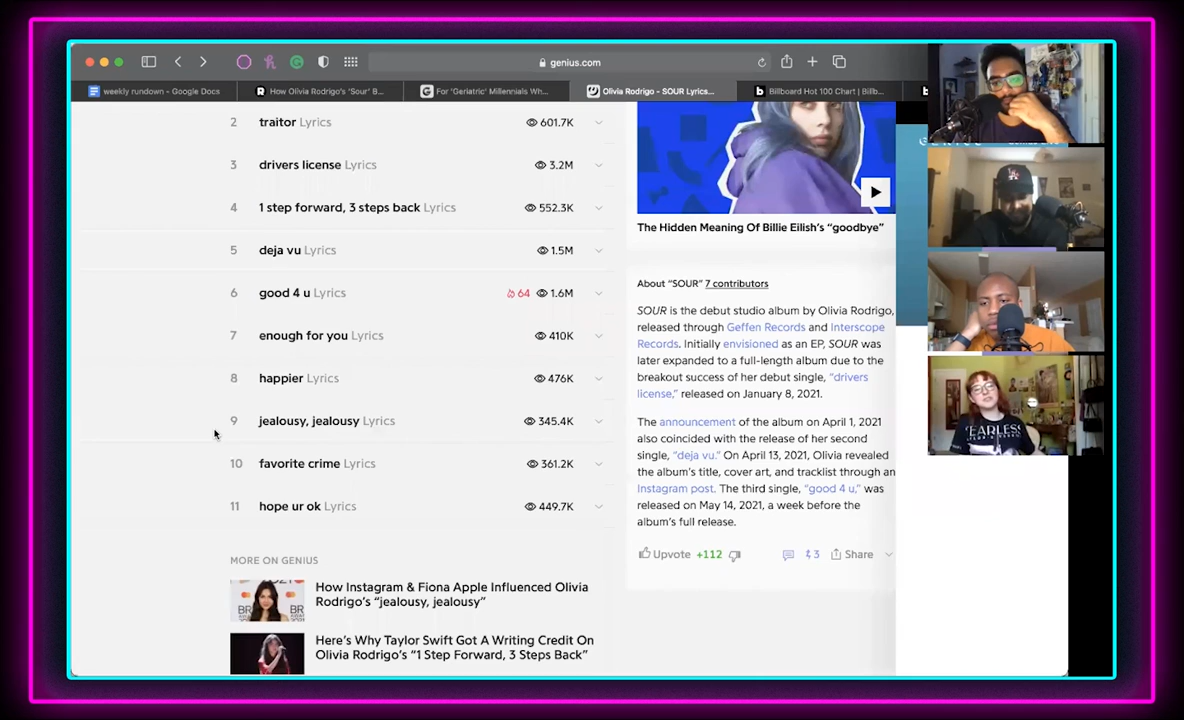 genius.com
weekly rundown - Google Docs
How Olivia Rodrigo's 'Sour' B...
For 'Geriatric' Millennials Wh...
Olivia Rodrigo - SOUR Lyrics...
Billboard Hot 100 Chart | Billb...
2 traitor Lyrics 601.7K
3 drivers license Lyrics 3.2M
4 1 step forward, 3 steps back Lyrics 552.3K
5 deja vu Lyrics 1.5M
6 good 4 u Lyrics 64 1.6M
7 enough for you Lyrics 410K
8 happier Lyrics 476K
9 jealousy, jealousy Lyrics 345.4K
10 favorite crime Lyrics 361.2K
11 hope ur ok Lyrics 449.7K
MORE ON GENIUS
How Instagram & Fiona Apple Influenced Olivia
Rodrigo's “jealousy, jealousy”
Here's Why Taylor Swift Got A Writing Credit On
Olivia Rodrigo's “1 Step Forward, 3 Steps Back”
The Hidden Meaning Of Billie Eilish's “goodbye”
About “SOUR” 7 contributors
SOUR is the debut studio album by Olivia Rodrigo,
released through Geffen Records and Interscope
Records. Initially envisioned as an EP, SOUR was
later expanded to a full-length album due to the
breakout success of her debut single, “drivers
license,” released on January 8, 2021.
The announcement of the album on April 1, 2021
also coincided with the release of her second
single, “deja vu.” On April 13, 2021, Olivia revealed
the album's title, cover art, and tracklist through an
Instagram post. The third single, “good 4 u,” was
released on May 14, 2021, a week before the
album's full release.
Upvote +112 3 Share
LA
EARLESS